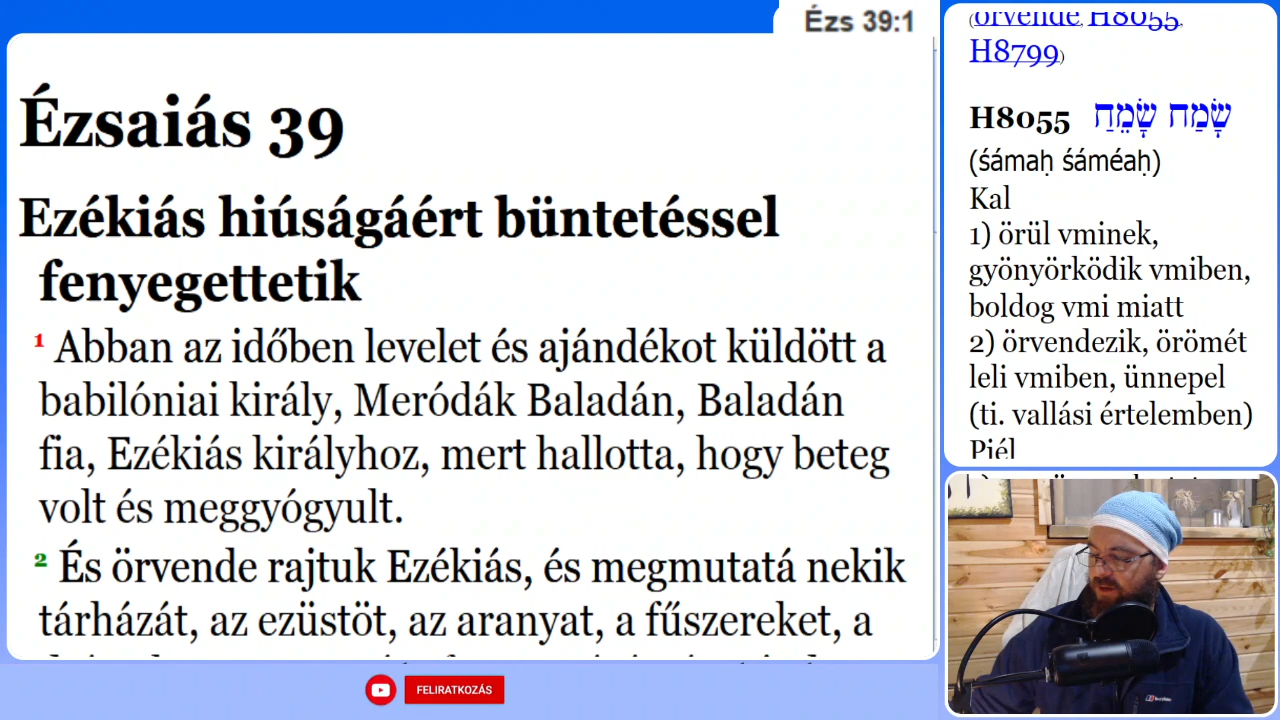 Ézs 39:1
Ézsaiás 39
Ezékiás hiúságáért büntetéssel
fenyegettetik
1 Abban az időben levelet és ajándékot küldött a
babilóniai király, Meródák Baladán, Baladán
fia, Ezékiás királyhoz, mert hallotta, hogy beteg
volt és meggyógyult.
2 És örvende rajtuk Ezékiás, és megmutatá nekik
tárházát, az ezüstöt, az aranyat, a fűszereket, a
FELIRATKOZÁS
(örvende, H8055,
H8799)
H8055 שָׂמַח שָׂמֵחַ
(śámaḥ śáméaḥ)
Kal
1) örül vminek,
gyönyörködik vmiben,
boldog vmi miatt
2) örvendezik, örömét
leli vmiben, ünnepel
(ti. vallási értelemben)
Piél